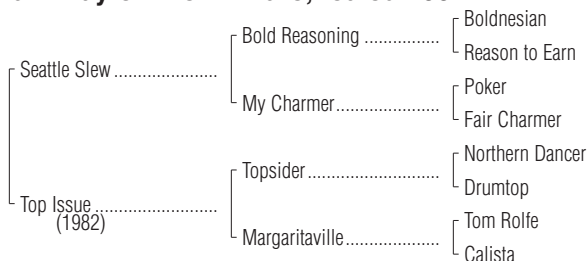 Boldnesian
Bold Reasoning ..................
Reason to Earn
Seattle Slew .........................
Poker
My Charmer.........................
Fair Charmer
Northern Dancer
Topsider ................................
Drumtop
Top Issue ..............................
(1982)
Tom Rolfe
Margaritaville.......................
Calista